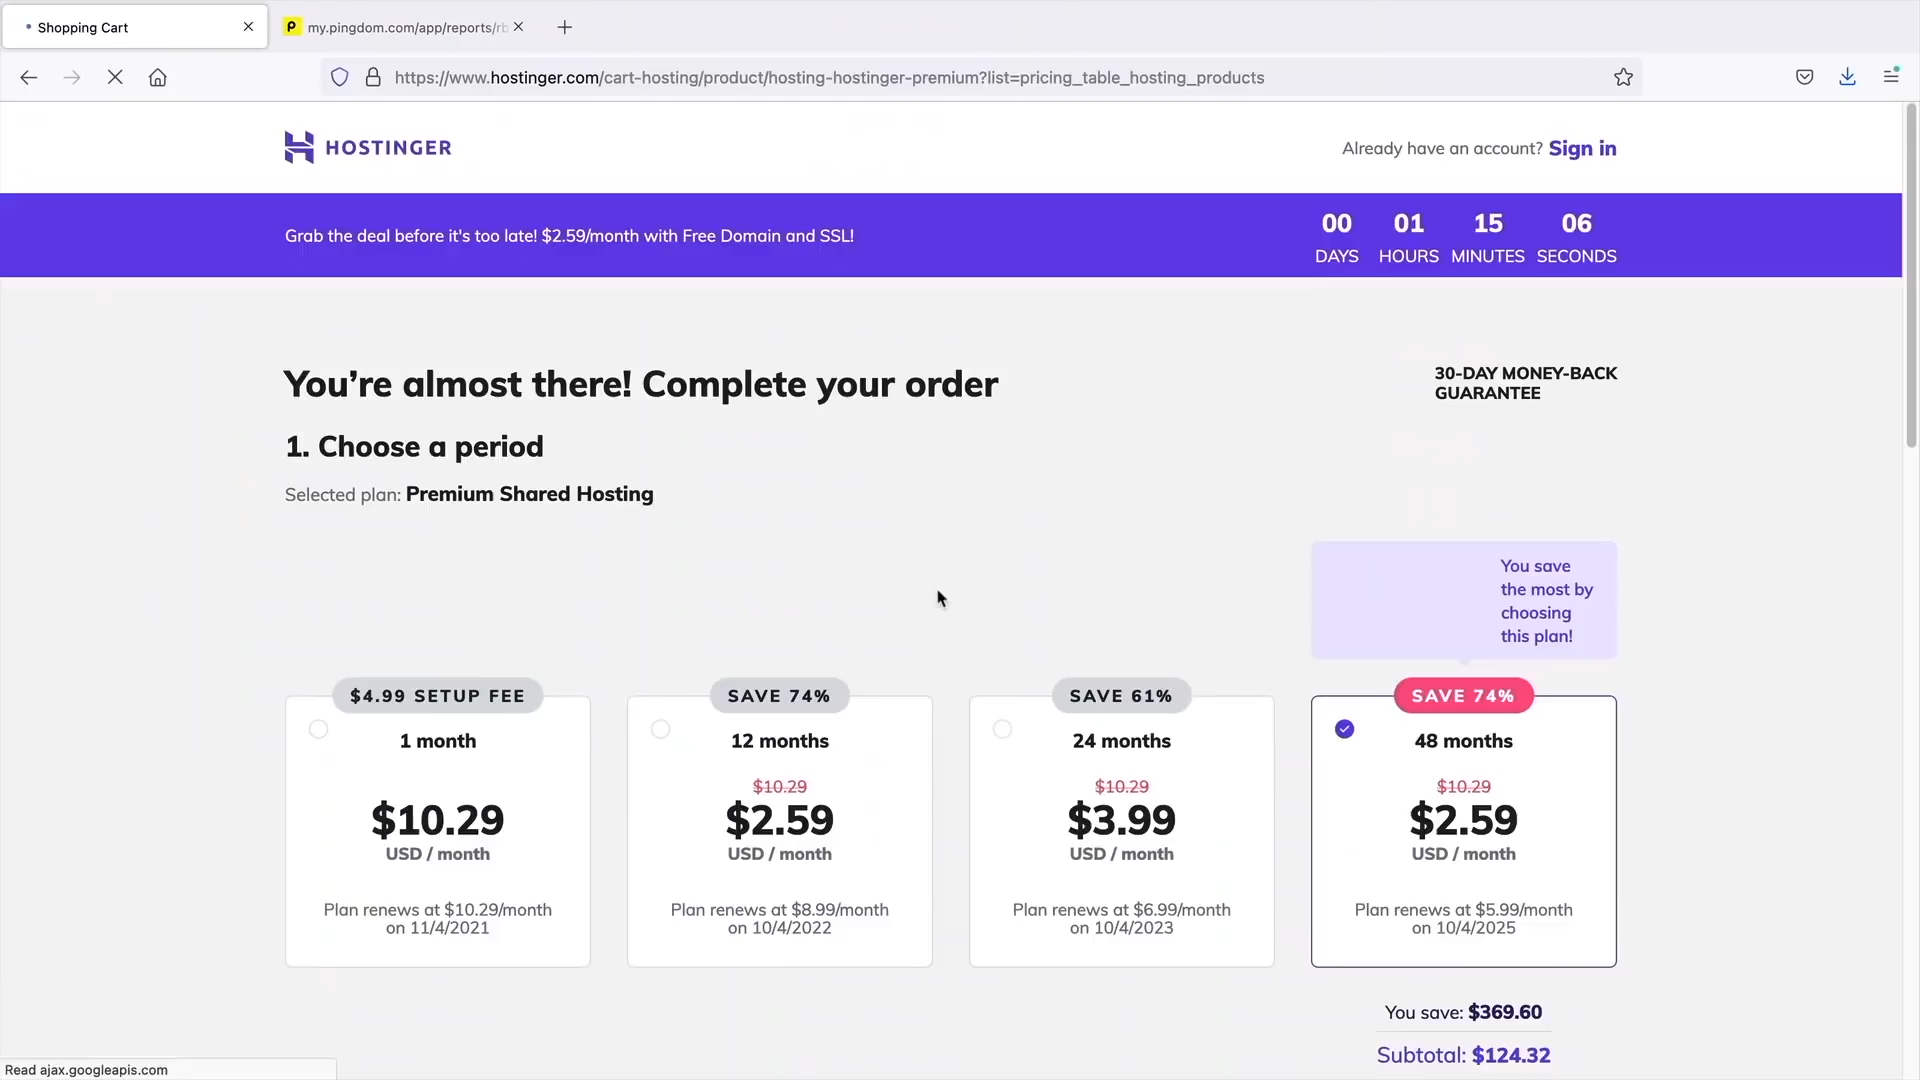 Shopping Cart
my.pingdom.com/app/reports/rb
https://www.hostinger.com/cart-hosting/product/hosting-hostinger-premium?list=pricing_table_hosting_products
HOSTINGER
Already have an account? Sign in
Grab the deal before it's too late! $2.59/month with Free Domain and SSL!
00 01 15 06
DAYS HOURS MINUTES SECONDS
You’re almost there! Complete your order
30-DAY MONEY-BACK
GUARANTEE
1. Choose a period
Selected plan: Premium Shared Hosting
You save
the most by
choosing
this plan!
$4.99 SETUP FEE
1 month
$10.29
USD / month
Plan renews at $10.29/month
on 11/4/2021
SAVE 74%
12 months
$10.29
$2.59
USD / month
Plan renews at $8.99/month
on 10/4/2022
SAVE 61%
24 months
$10.29
$3.99
USD / month
Plan renews at $6.99/month
on 10/4/2023
SAVE 74%
48 months
$10.29
$2.59
USD / month
Plan renews at $5.99/month
on 10/4/2025
You save: $369.60
Subtotal: $124.32
Read ajax.googleapis.com